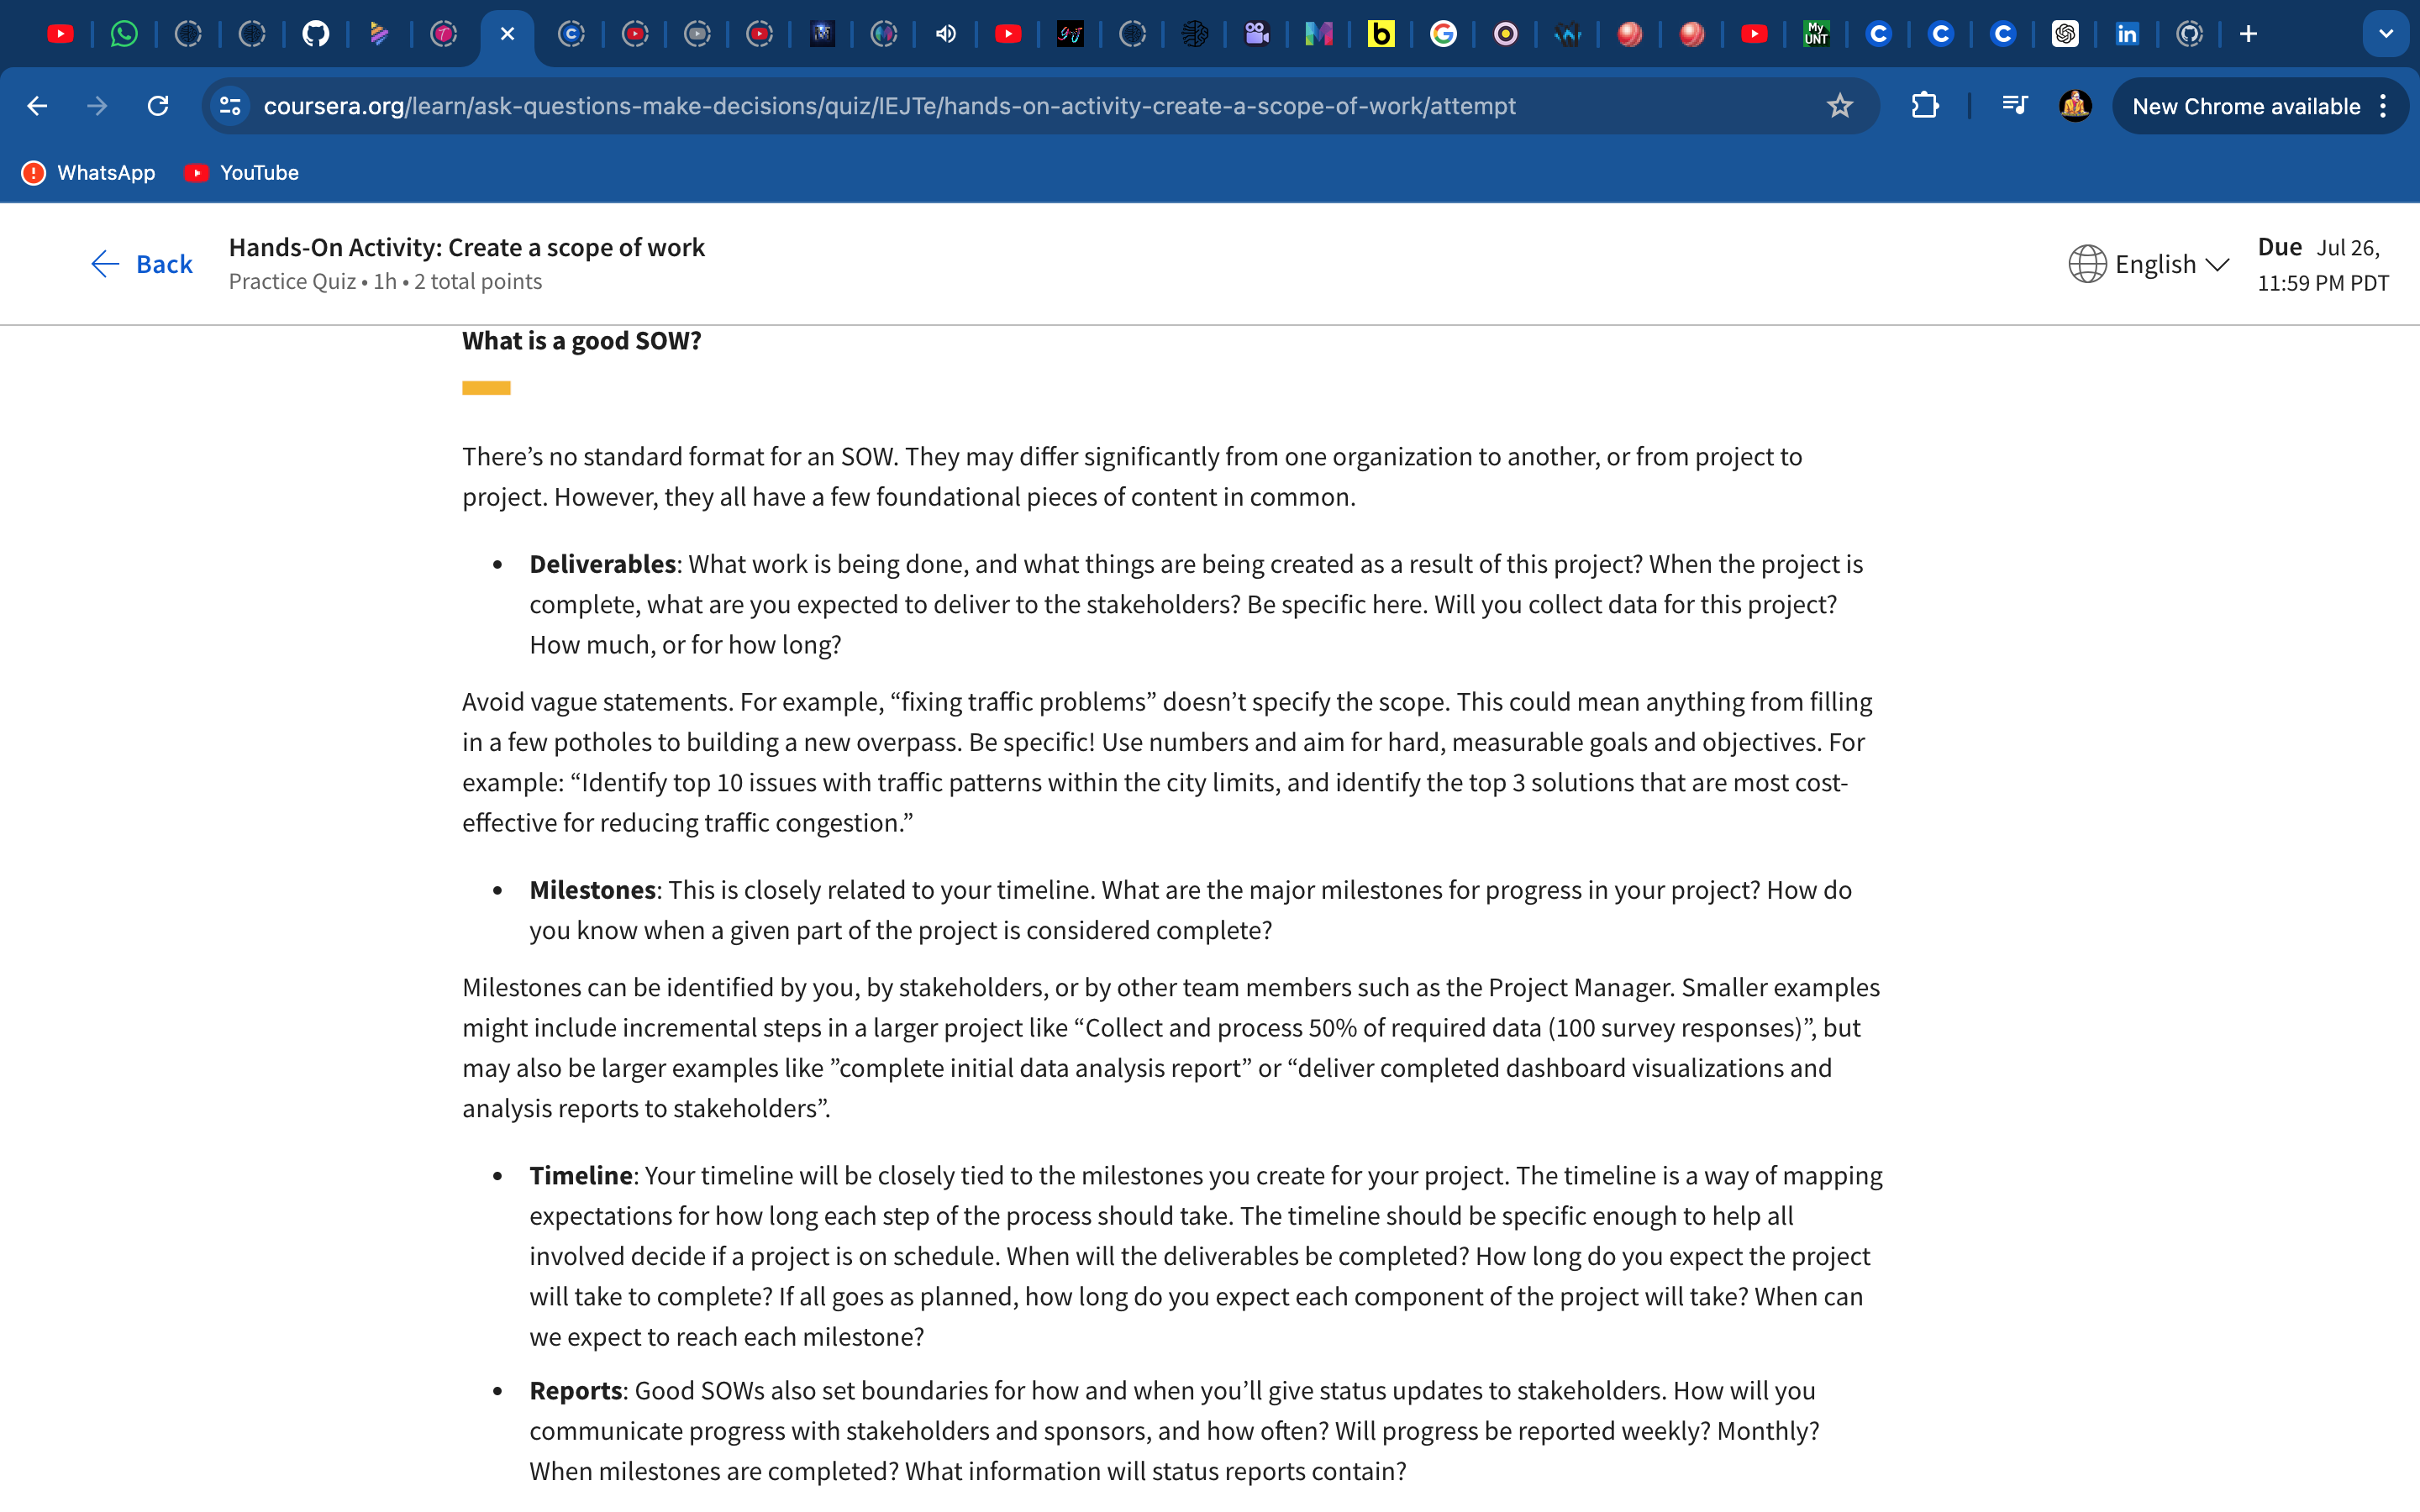 My
UNT
coursera.org/learn/ask-questions-make-decisions/quiz/IEJTe/hands-on-activity-create-a-scope-of-work/attempt
New Chrome available
WhatsApp
YouTube
Back
Hands-On Activity: Create a scope of work
Practice Quiz • 1h • 2 total points
English
Due Jul 26,
11:59 PM PDT
What is a good SOW?
There’s no standard format for an SOW. They may differ significantly from one organization to another, or from project to
project. However, they all have a few foundational pieces of content in common.
• Deliverables: What work is being done, and what things are being created as a result of this project? When the project is
complete, what are you expected to deliver to the stakeholders? Be specific here. Will you collect data for this project?
How much, or for how long?
Avoid vague statements. For example, “fixing traffic problems” doesn’t specify the scope. This could mean anything from filling
in a few potholes to building a new overpass. Be specific! Use numbers and aim for hard, measurable goals and objectives. For
example: “Identify top 10 issues with traffic patterns within the city limits, and identify the top 3 solutions that are most cost-
effective for reducing traffic congestion.”
• Milestones: This is closely related to your timeline. What are the major milestones for progress in your project? How do
you know when a given part of the project is considered complete?
Milestones can be identified by you, by stakeholders, or by other team members such as the Project Manager. Smaller examples
might include incremental steps in a larger project like “Collect and process 50% of required data (100 survey responses)”, but
may also be larger examples like ”complete initial data analysis report” or “deliver completed dashboard visualizations and
analysis reports to stakeholders”.
• Timeline: Your timeline will be closely tied to the milestones you create for your project. The timeline is a way of mapping
expectations for how long each step of the process should take. The timeline should be specific enough to help all
involved decide if a project is on schedule. When will the deliverables be completed? How long do you expect the project
will take to complete? If all goes as planned, how long do you expect each component of the project will take? When can
we expect to reach each milestone?
• Reports: Good SOWs also set boundaries for how and when you’ll give status updates to stakeholders. How will you
communicate progress with stakeholders and sponsors, and how often? Will progress be reported weekly? Monthly?
When milestones are completed? What information will status reports contain?